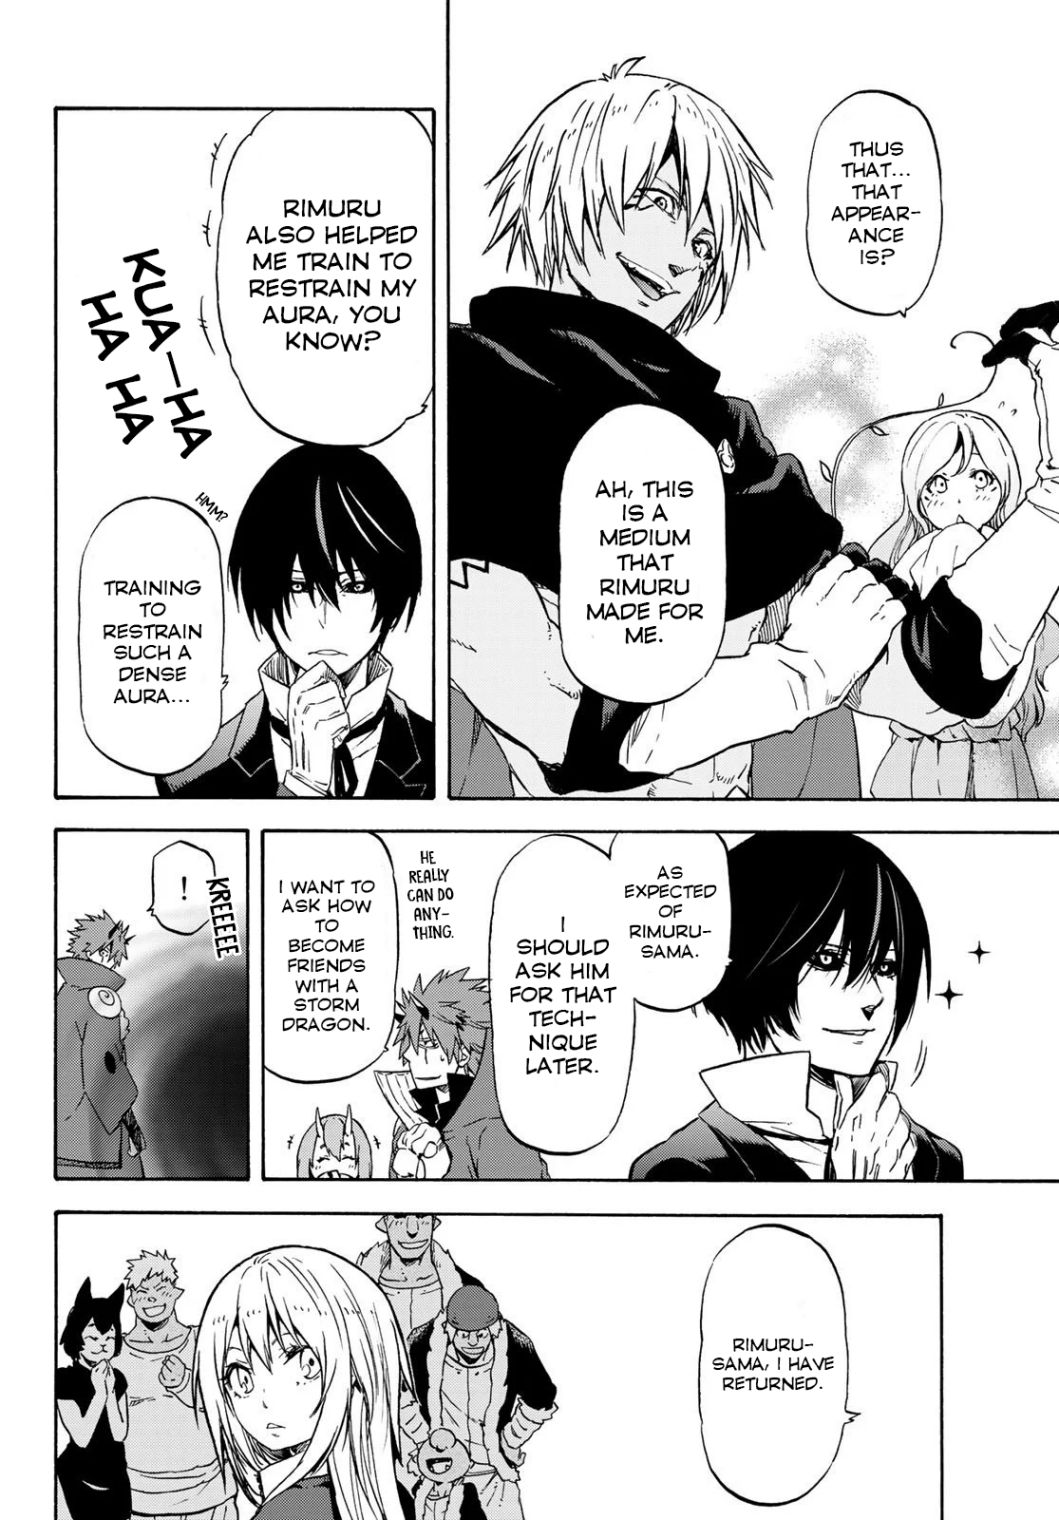 THUS
THAT...
THAT
APPEAR-
ANCE
IS?
AH, THIS
IS A
MEDIUM
THAT
RIMURU
MADE FOR
ME.
RIMURU
ALSO HELPED
ME TRAIN TO
RESTRAIN MY
AURA, YOU
KNOW?
KUA—HA
HA HA
HMM?
TRAINING
TO
RESTRAIN
SUCH A
DENSE
AURA...
AS
EXPECTED
OF
RIMURU-
SAMA.
I
SHOULD
ASK HIM
FOR THAT
TECH-
NIQUE
LATER.
HE
REALLY
CAN DO
ANY-
THING.
I WANT TO
ASK HOW
TO
BECOME
FRIENDS
WITH A
STORM
DRAGON.
KREEEEE
!
RIMURU-
SAMA, I HAVE
RETURNED.